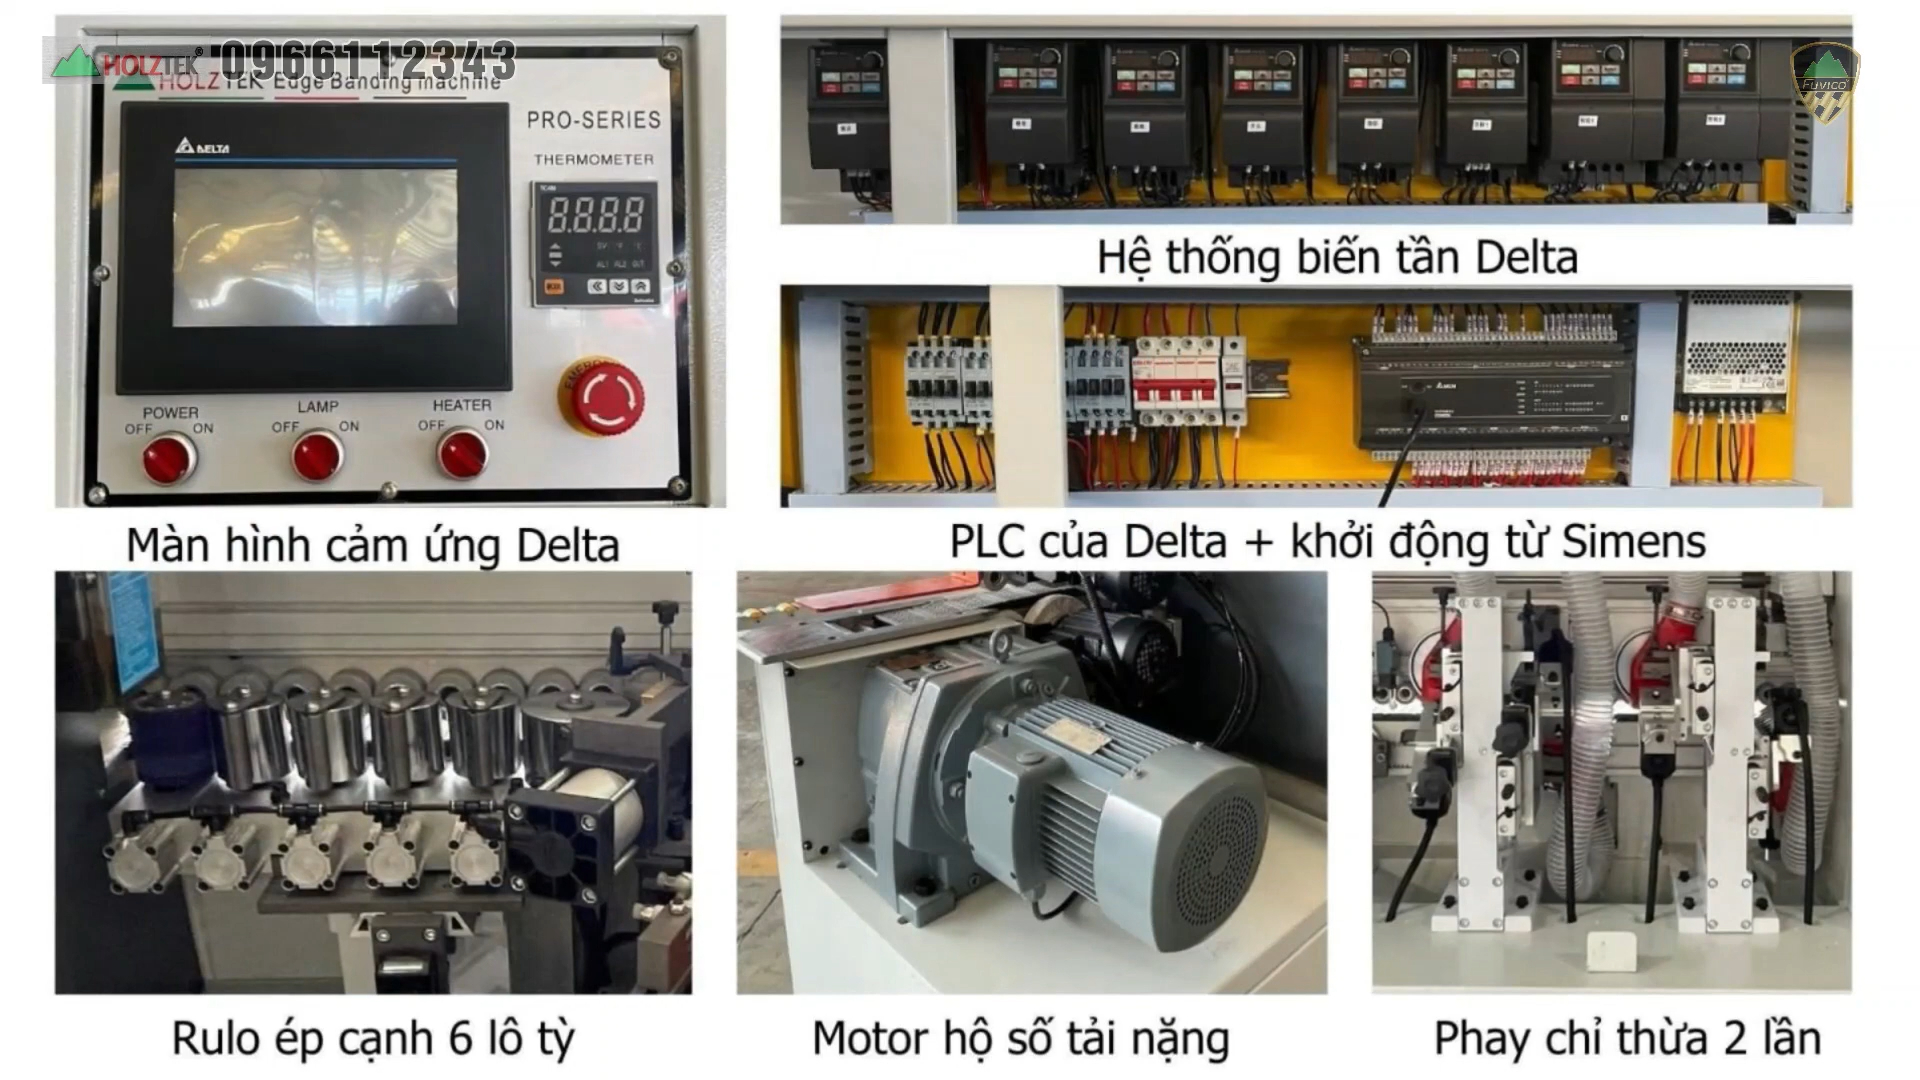 HOLZTEK® 0966112343
HOLZTEK Edge Banding machine
PRO-SERIES
THERMOMETER
DELTA
8.8.8.8
EMERG
POWER
OFF ON
LAMP
OFF ON
HEATER
OFF ON
FUVICO
Hệ thống biến tần Delta
Màn hình cảm ứng Delta
PLC của Delta + khởi động từ Simens
Rulo ép cạnh 6 lô tỳ
Motor hộ số tải nặng
Phay chỉ thừa 2 lần